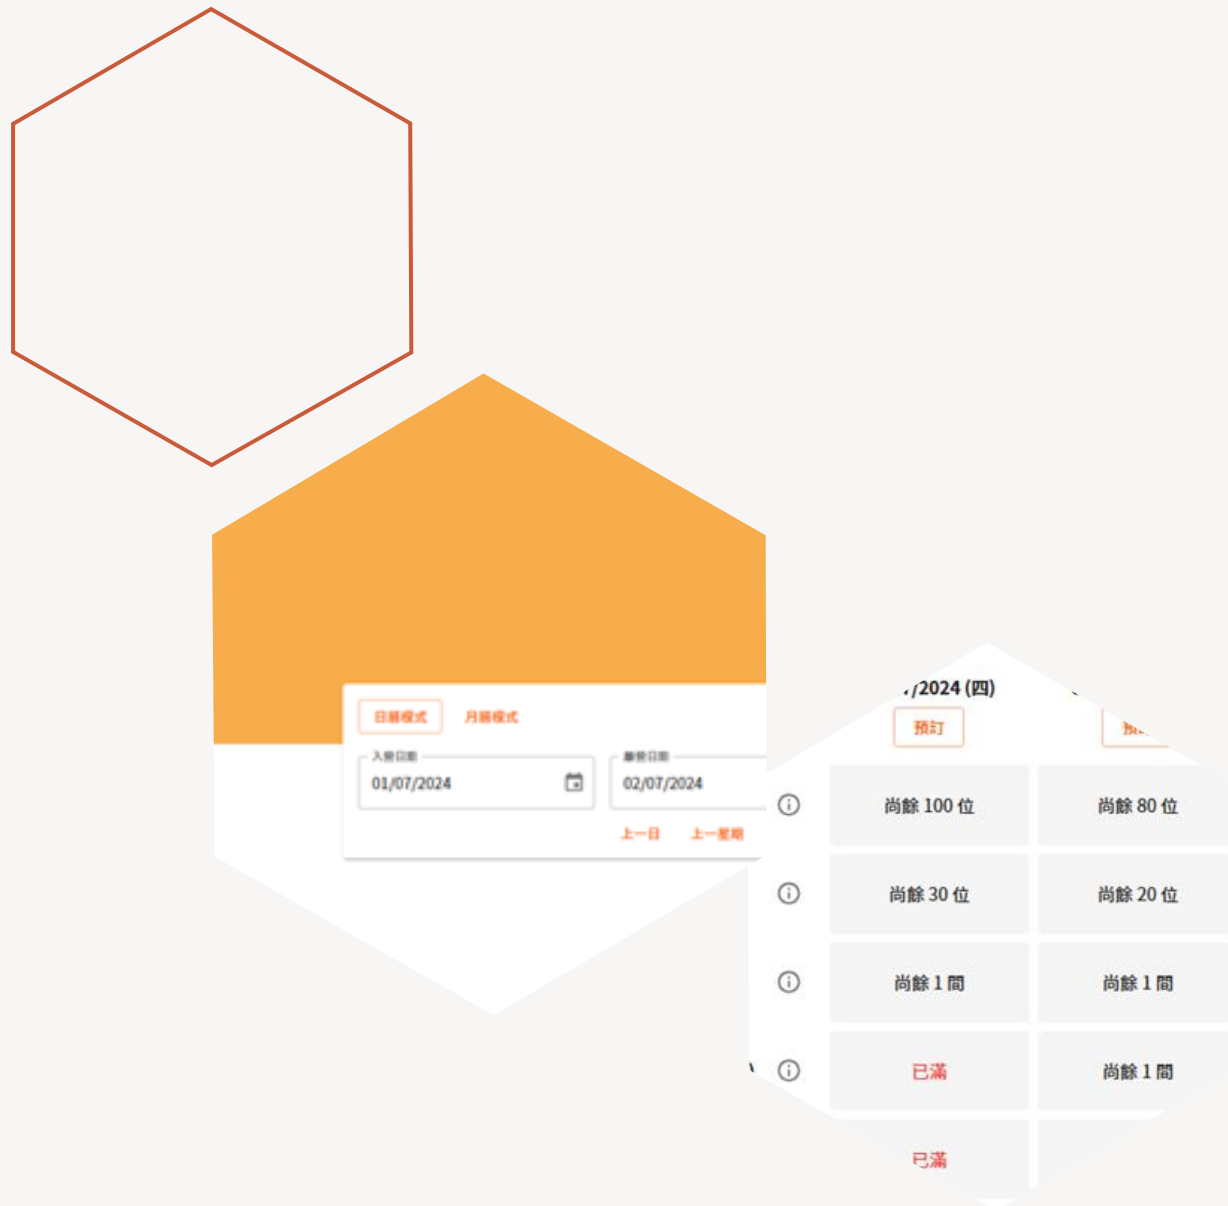 日曆模式 月曆模式
入營日期 離營日期
01/07/2024 02/07/2024
上一日 上一星期
/2024 (四)
預訂
尚餘 100 位 尚餘 80 位
尚餘 30 位 尚餘 20 位
尚餘 1 間 尚餘 1 間
已滿 尚餘 1 間
已滿